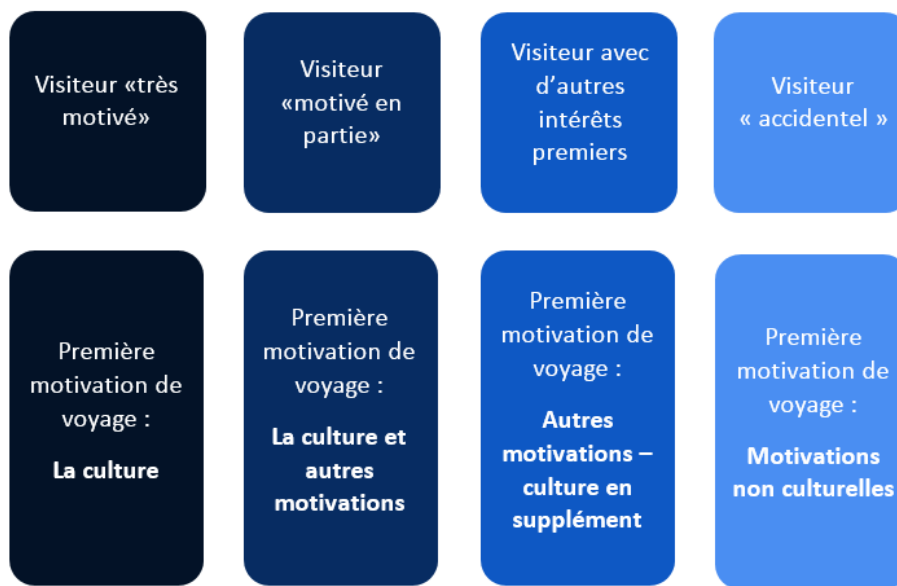 Visiteur «très
motivé»
Visiteur
«motivé en
partie»
Visiteur avec
d’autres
intérêts
premiers
Visiteur
« accidentel »
Première
motivation de
voyage :
La culture
Première
motivation de
voyage :
La culture et
autres
motivations
Première
motivation de
voyage :
Autres
motivations –
culture en
supplément
Première
motivation de
voyage :
Motivations
non culturelles